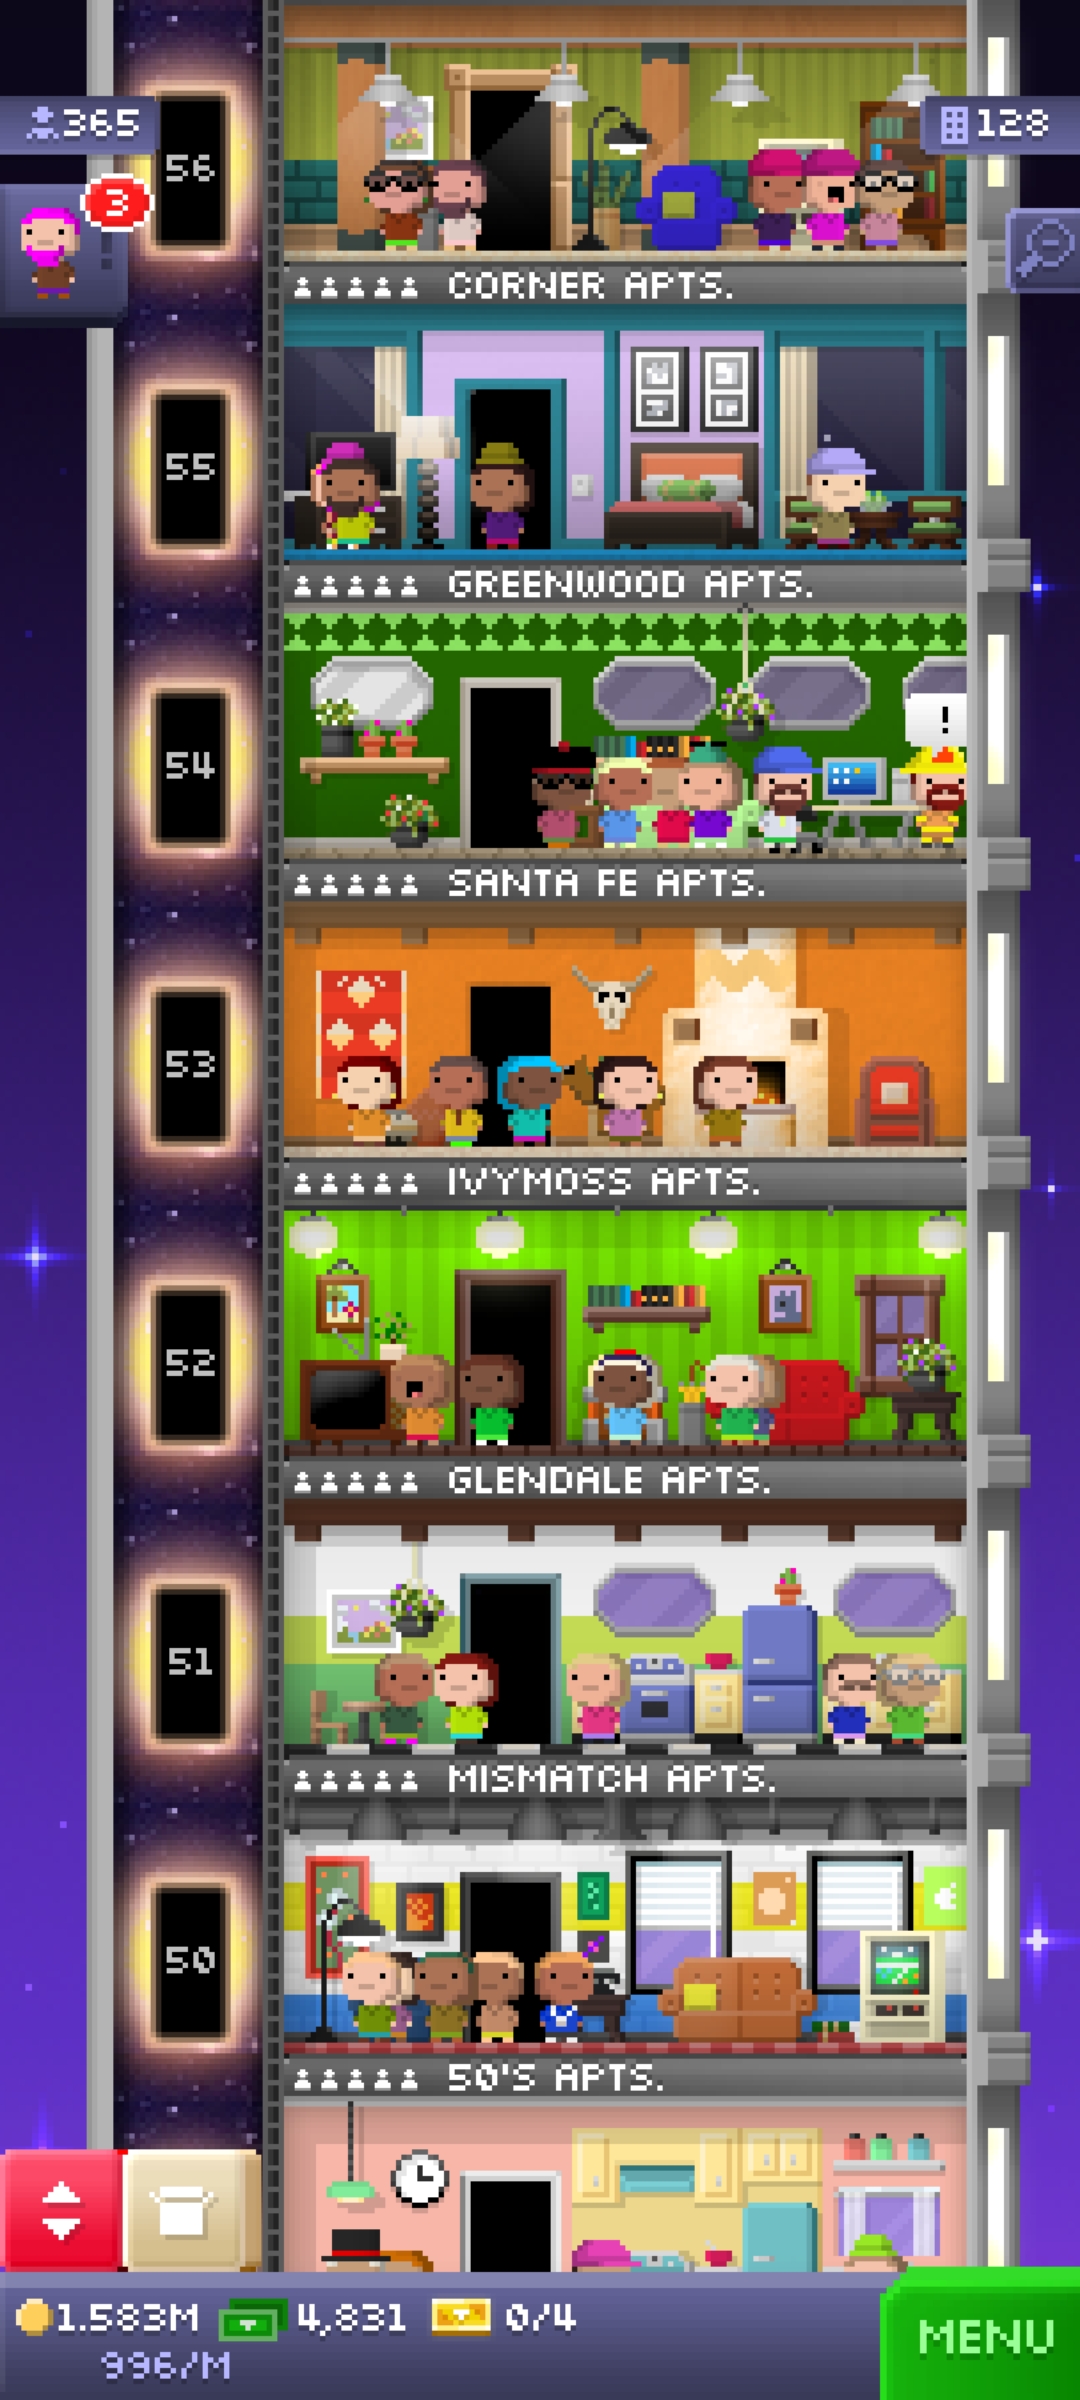 365
128
56
3
CORNER APTS.
55
GREENWOOD APTS.
54
!
SANTA FE APTS.
53
IVYMOSS APTS.
52
GLENDALE APTS.
51
MISMATCH APTS.
50
50'S APTS.
1.583M 4,831 0/4
996/M
MENU